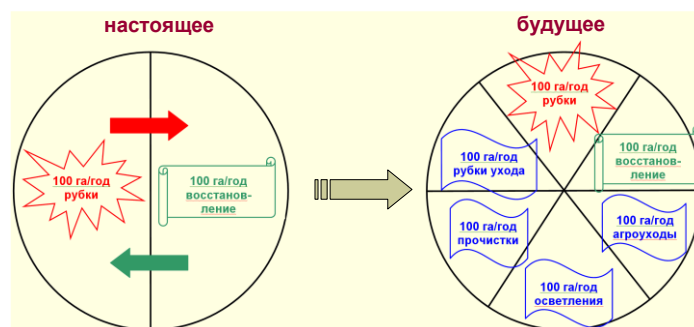 настоящее
будущее
100 га/год
рубки
100 га/год
восстанов-
ление
100 га/год
рубки
100 га/год
восстанов-
ление
100 га/год
агроуходы
100 га/год
осветления
100 га/год
прочистки
100 га/год
рубки ухода